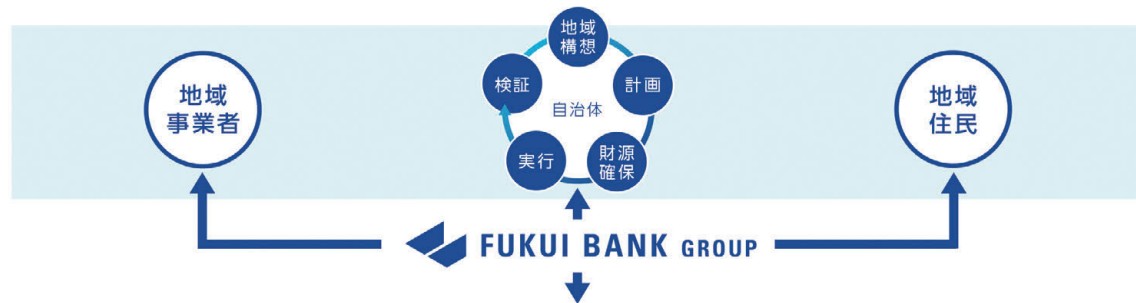 地域
事業者
地域
構想
検証
計画
自治体
実行
財源
確保
地域
住民
FUKUI BANK GROUP